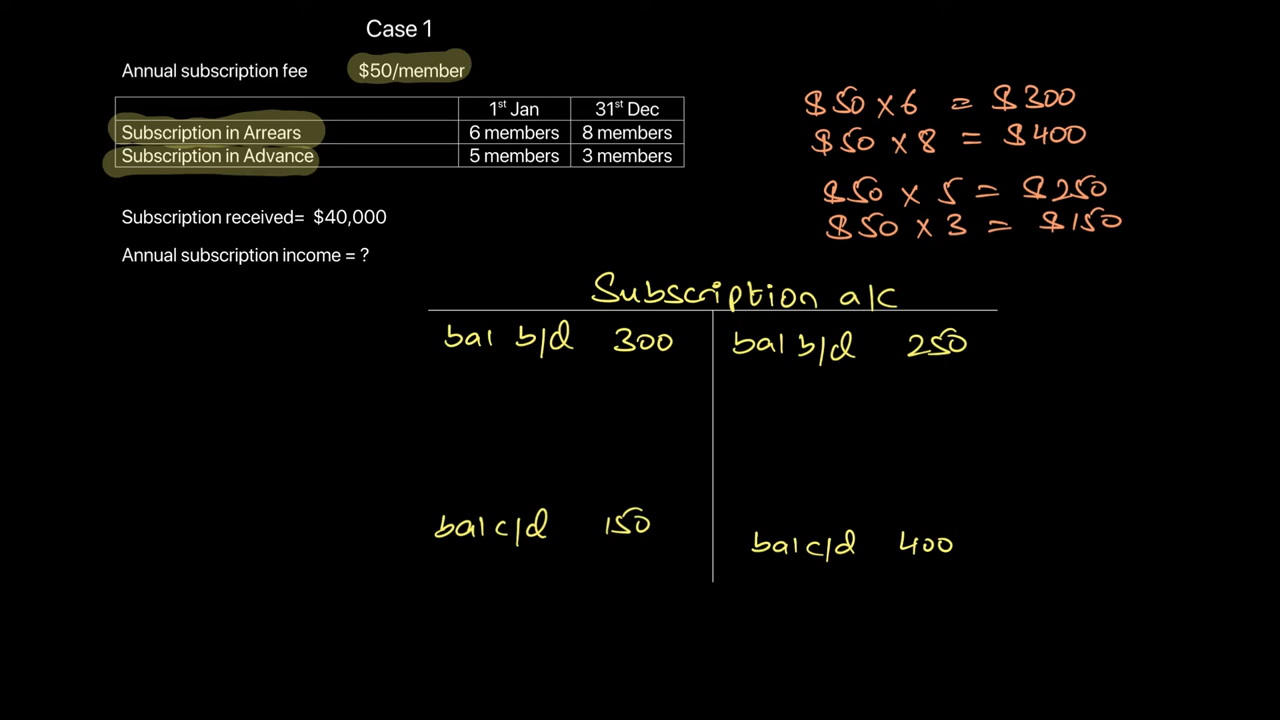 Case 1
Annual subscription fee $50/member
1st Jan 31st Dec
Subscription in Arrears 6 members 8 members
Subscription in Advance 5 members 3 members
Subscription received= $40,000
Annual subscription income = ?
$50 x 6 = $300
$50 x 8 = $400
$50 x 5 = $250
$50 x 3 = $150
Subscription a/c
bal b/d 300 bal b/d 250
bal c/d 150 bal c/d 400